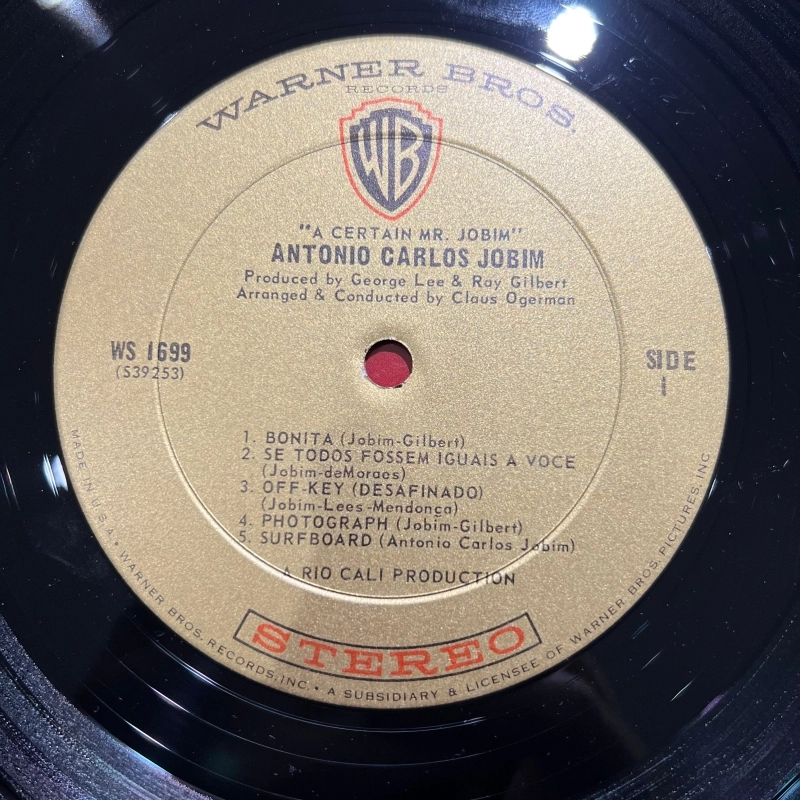 WARNER BROS.
RECORDS
WB
"A CERTAIN MR. JOBIM"
ANTONIO CARLOS JOBIM
Produced by George Lee & Ray Gilbert
Arranged & Conducted by Claus Ogerman
WS 1699
(S39253)
SIDE
1
1. BONITA (Jobim-Gilbert)
2. SE TODOS FOSSEM IGUAIS A VOCE
(Jobim-deMoraes)
3. OFF-KEY (DESAFINADO)
(Jobim-Lees-Mendonça)
4. PHOTOGRAPH (Jobim-Gilbert)
5. SURFBOARD (Antonio Carlos Jobim)
A RIO CALI PRODUCTION
STEREO
MADE IN U.S.A. • WARNER BROS. RECORDS, INC. • A SUBSIDIARY & LICENSEE OF WARNER BROS. PICTURES, INC.